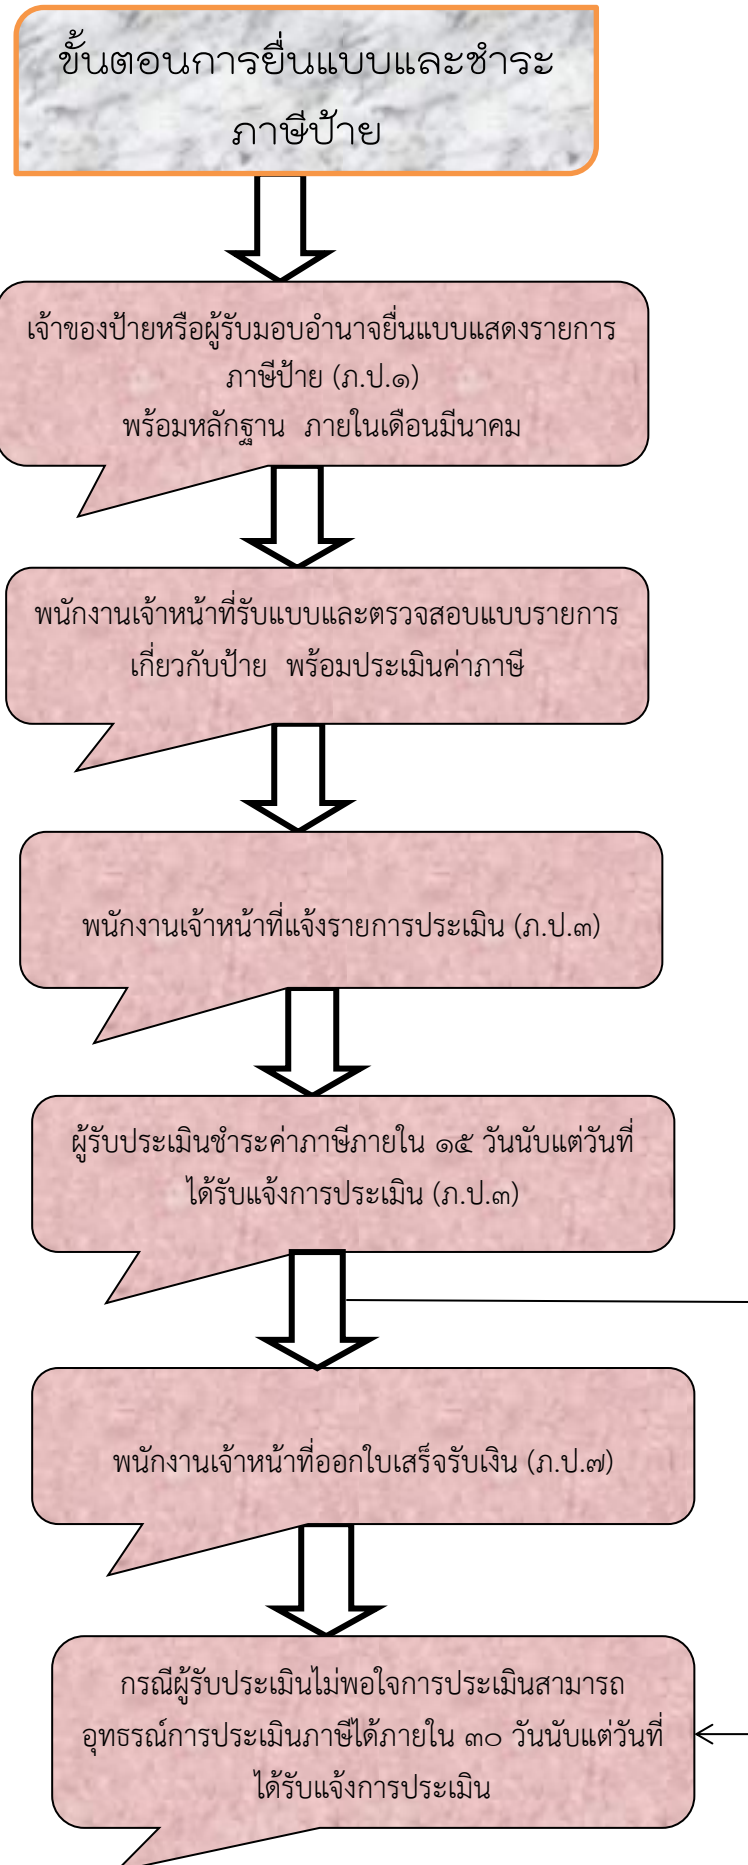 ขั้นตอนการยื่นแบบและชำระ
ภาษีป้าย
เจ้าของป้ายหรือผู้รับมอบอำนาจยื่นแบบแสดงรายการ
ภาษีป้าย (ภ.ป.๑)
พร้อมหลักฐาน ภายในเดือนมีนาคม
พนักงานเจ้าหน้าที่รับแบบและตรวจสอบแบบรายการ
เกี่ยวกับป้าย พร้อมประเมินค่าภาษี
พนักงานเจ้าหน้าที่แจ้งรายการประเมิน (ภ.ป.๓)
ผู้รับประเมินชำระค่าภาษีภายใน ๑๕ วันนับแต่วันที่
ได้รับแจ้งการประเมิน (ภ.ป.๓)
พนักงานเจ้าหน้าที่ออกใบเสร็จรับเงิน (ภ.ป.๗)
กรณีผู้รับประเมินไม่พอใจการประเมินสามารถ
อุทธรณ์การประเมินภาษีได้ภายใน ๓๐ วันนับแต่วันที่
ได้รับแจ้งการประเมิน